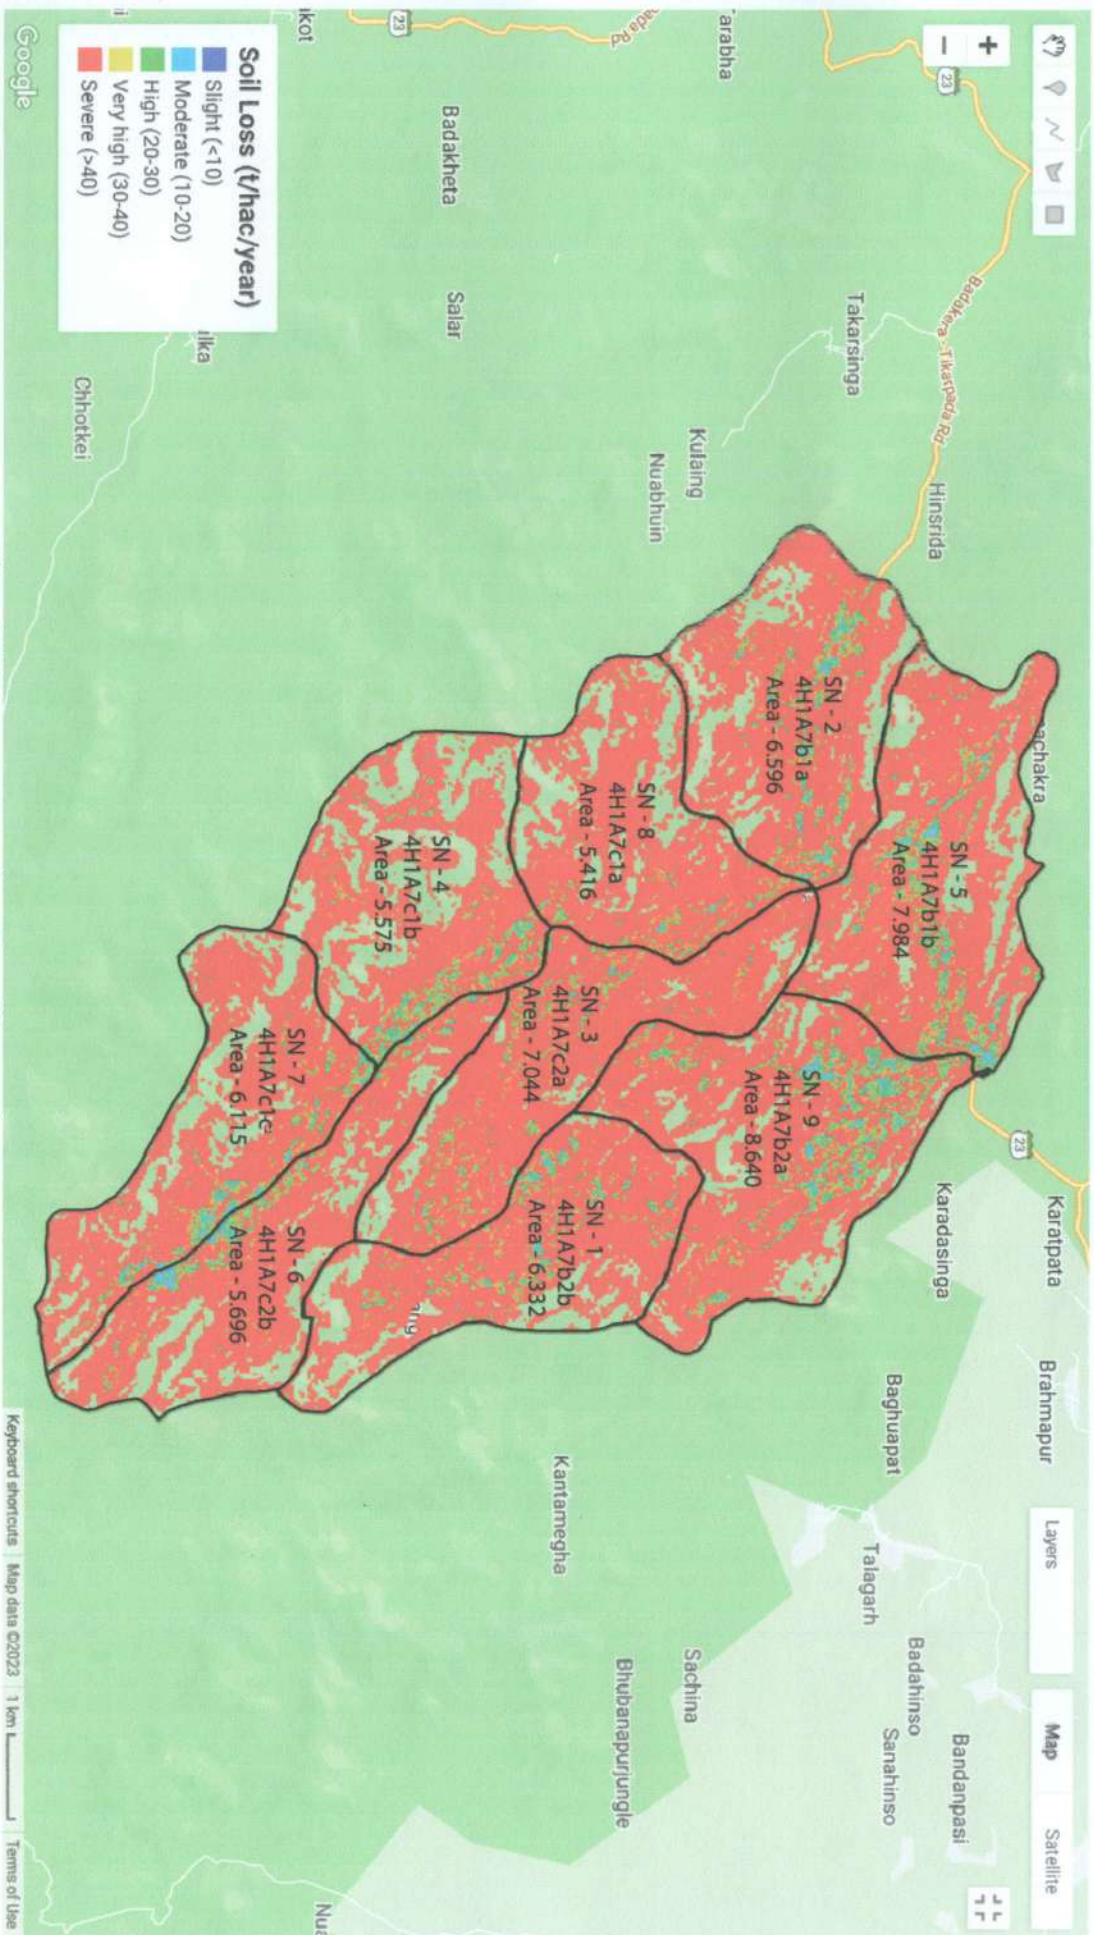 Layers
Map
Satellite
Karatpata
Brahmapur
Badakera - Tikarpada Rd
Hinsrida
Karadasinga
Baghuapat
Talagarh
Badahinso
Sanahinso
Bandanpasi
Takarsinga
Kulaing
Nuabhuin
Badakheta
Salar
Chhotkei
Kantamegha
Sachina
Bhubanapurjungle
23
23
23
SN - 5
4H1A7b1b
Area - 7.984
SN - 2
4H1A7b1a
Area - 6.596
SN - 9
4H1A7b2a
Area - 8.640
SN - 8
4H1A7c1a
Area - 5.416
SN - 3
4H1A7c2a
Area - 7.044
SN - 1
4H1A7b2b
Area - 6.332
SN - 4
4H1A7c1b
Area - 5.575
SN - 7
4H1A7c1c
Area - 6.115
SN - 6
4H1A7c2b
Area - 5.696
Soil Loss (t/hac/year)
Slight (<10)
Moderate (10-20)
High (20-30)
Very high (30-40)
Severe (>40)
Google
Keyboard shortcuts
Map data ©2023
1 km
Terms of Use